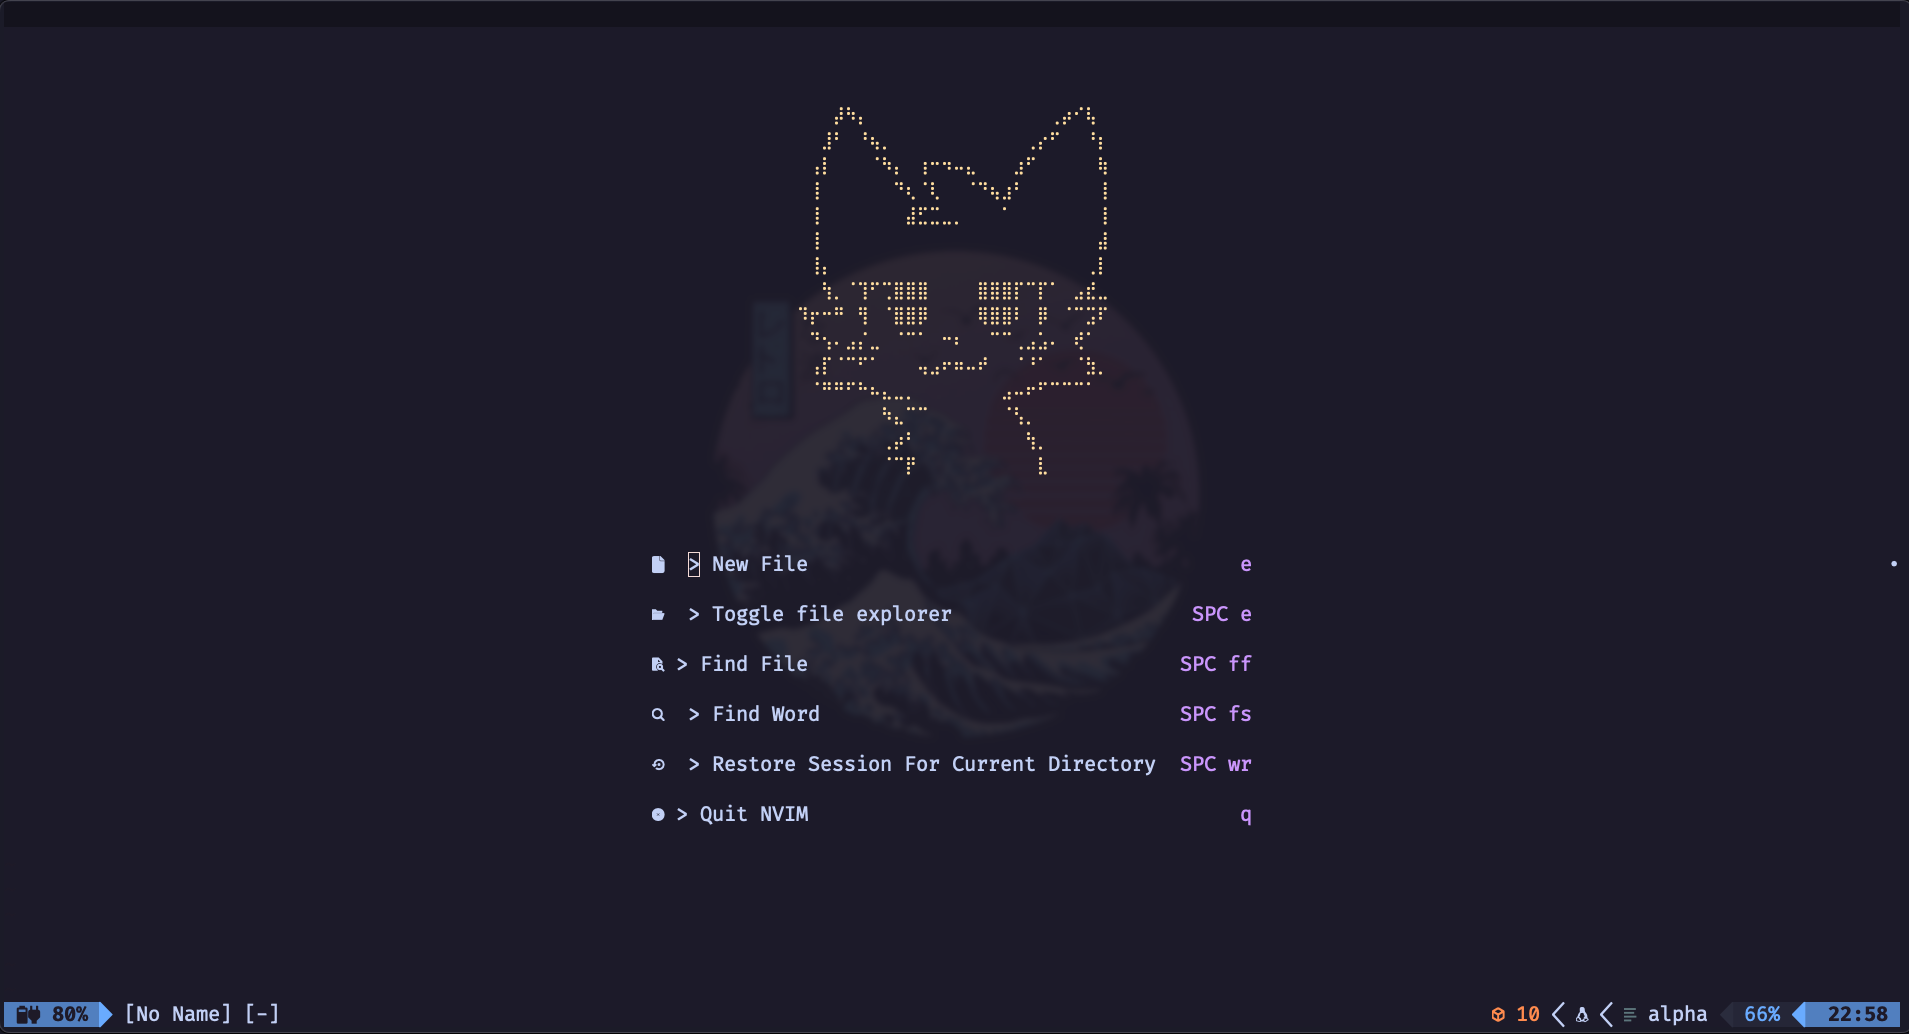 > New File e
> Toggle file explorer SPC e
> Find File SPC ff
> Find Word SPC fs
> Restore Session For Current Directory SPC wr
> Quit NVIM q
80% [No Name] [-] 10 alpha 66% 22:58